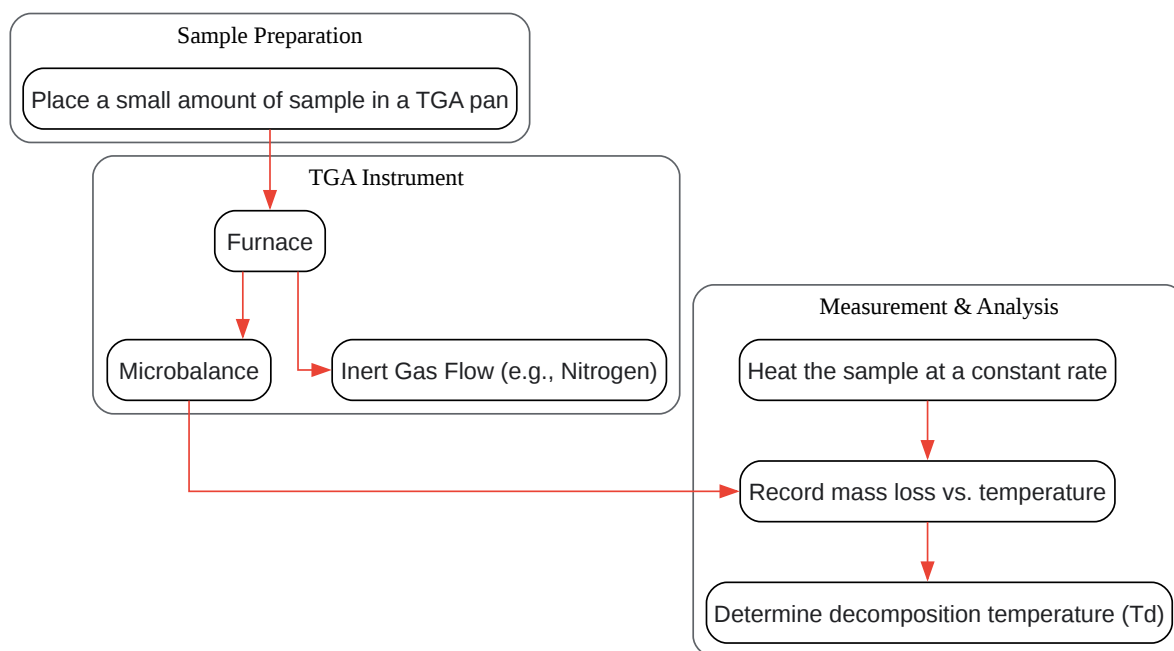 Sample Preparation
Place a small amount of sample in a TGA pan
TGA Instrument
Furnace
Microbalance
Inert Gas Flow (e.g., Nitrogen)
Measurement & Analysis
Heat the sample at a constant rate
Record mass loss vs. temperature
Determine decomposition temperature (Td)